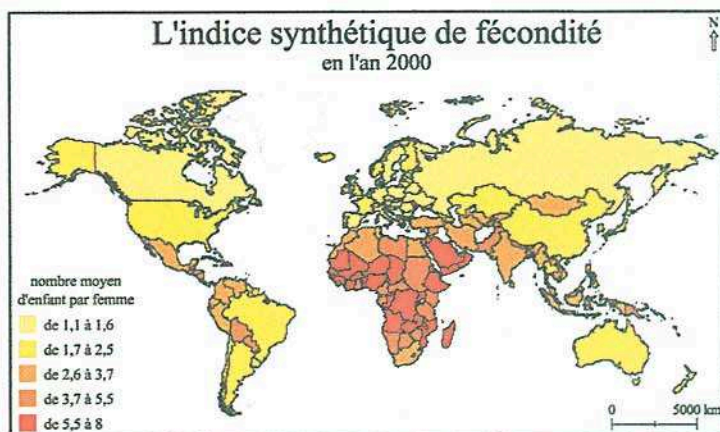 L'indice synthétique de fécondité
en l'an 2000
N
nombre moyen
d'enfant par femme
de 1,1 à 1,6
de 1,7 à 2,5
de 2,6 à 3,7
de 3,7 à 5,5
de 5,5 à 8
0 5000 km